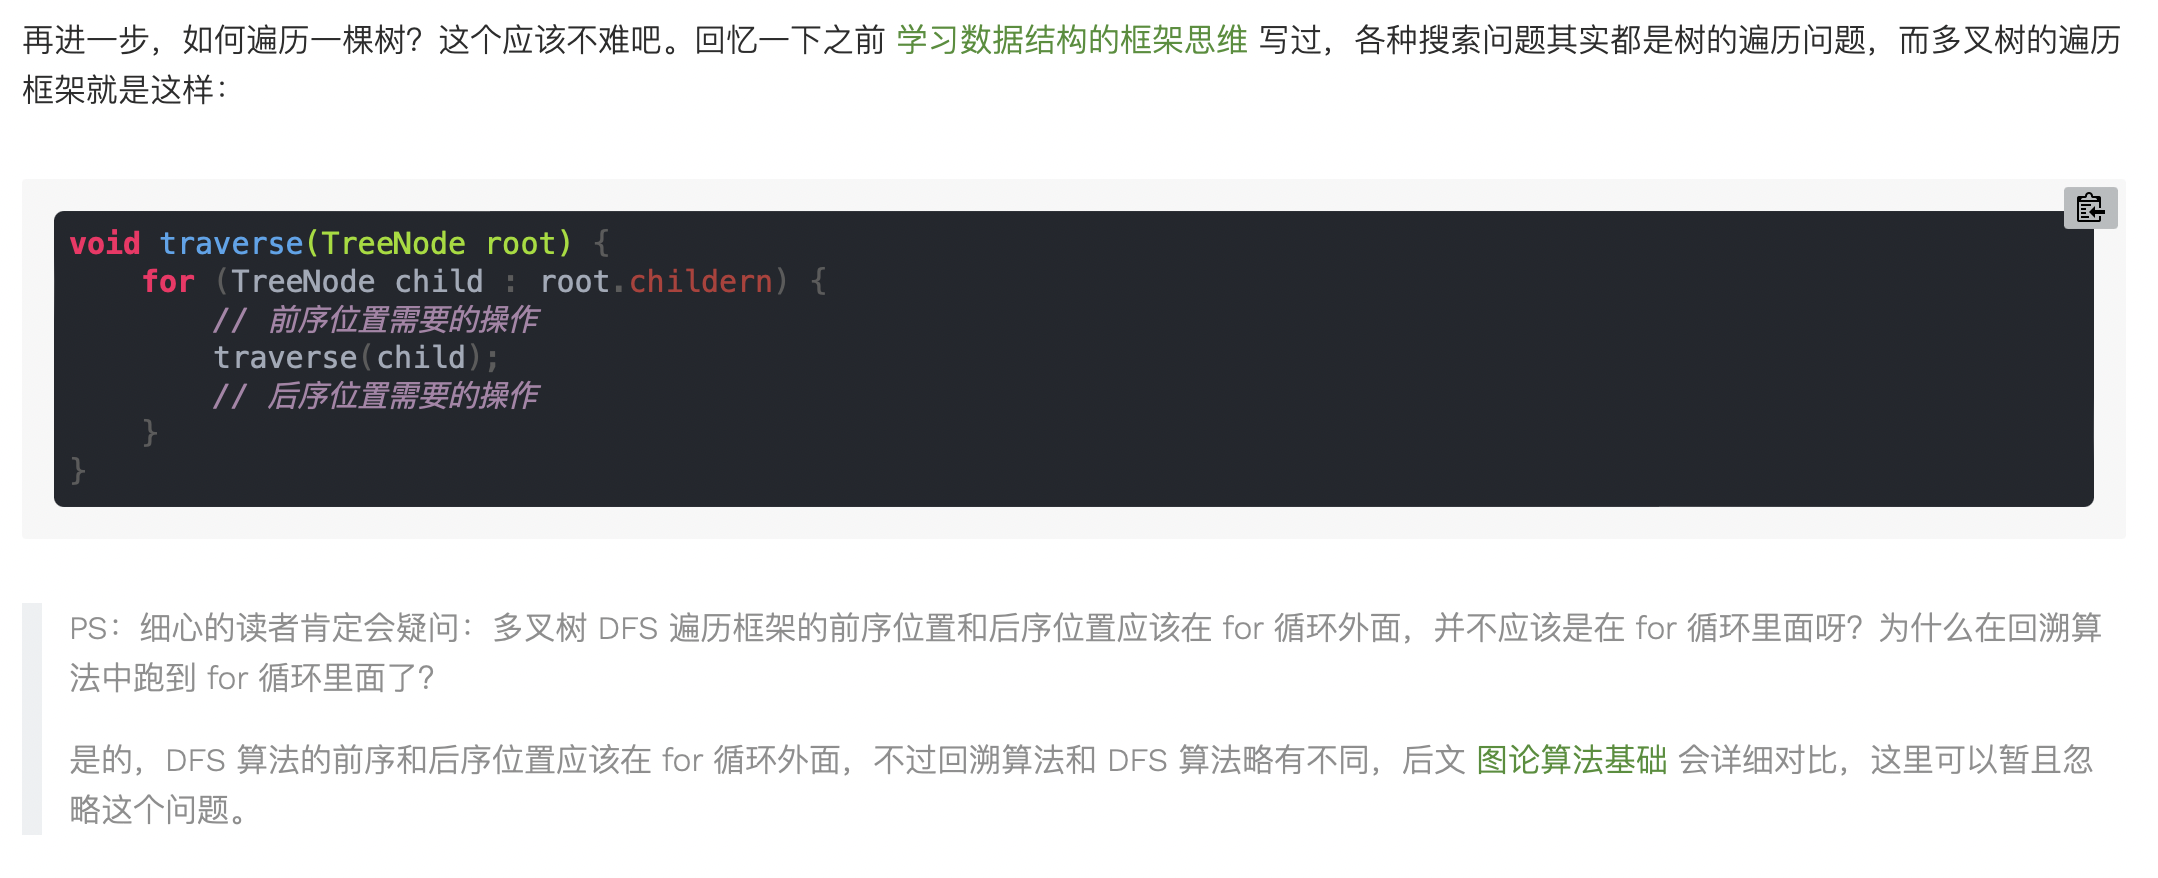 再进一步，如何遍历一棵树？这个应该不难吧。回忆一下之前 学习数据结构的框架思维 写过，各种搜索问题其实都是树的遍历问题，而多叉树的遍历
框架就是这样：
void traverse(TreeNode root) {
    for (TreeNode child : root.childern) {
        // 前序位置需要的操作
        traverse(child);
        // 后序位置需要的操作
    }
}
PS：细心的读者肯定会疑问：多叉树 DFS 遍历框架的前序位置和后序位置应该在 for 循环外面，并不应该是在 for 循环里面呀？为什么在回溯算
法中跑到 for 循环里面了？
是的，DFS 算法的前序和后序位置应该在 for 循环外面，不过回溯算法和 DFS 算法略有不同，后文 图论算法基础 会详细对比，这里可以暂且忽
略这个问题。